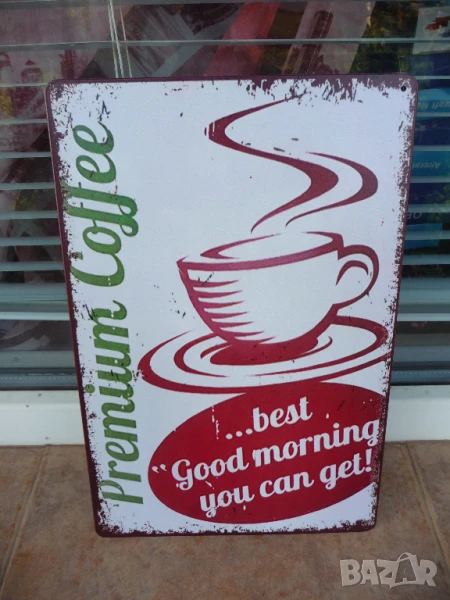 Premium Coffee
...best
"Good morning
you can get!
BAZAR